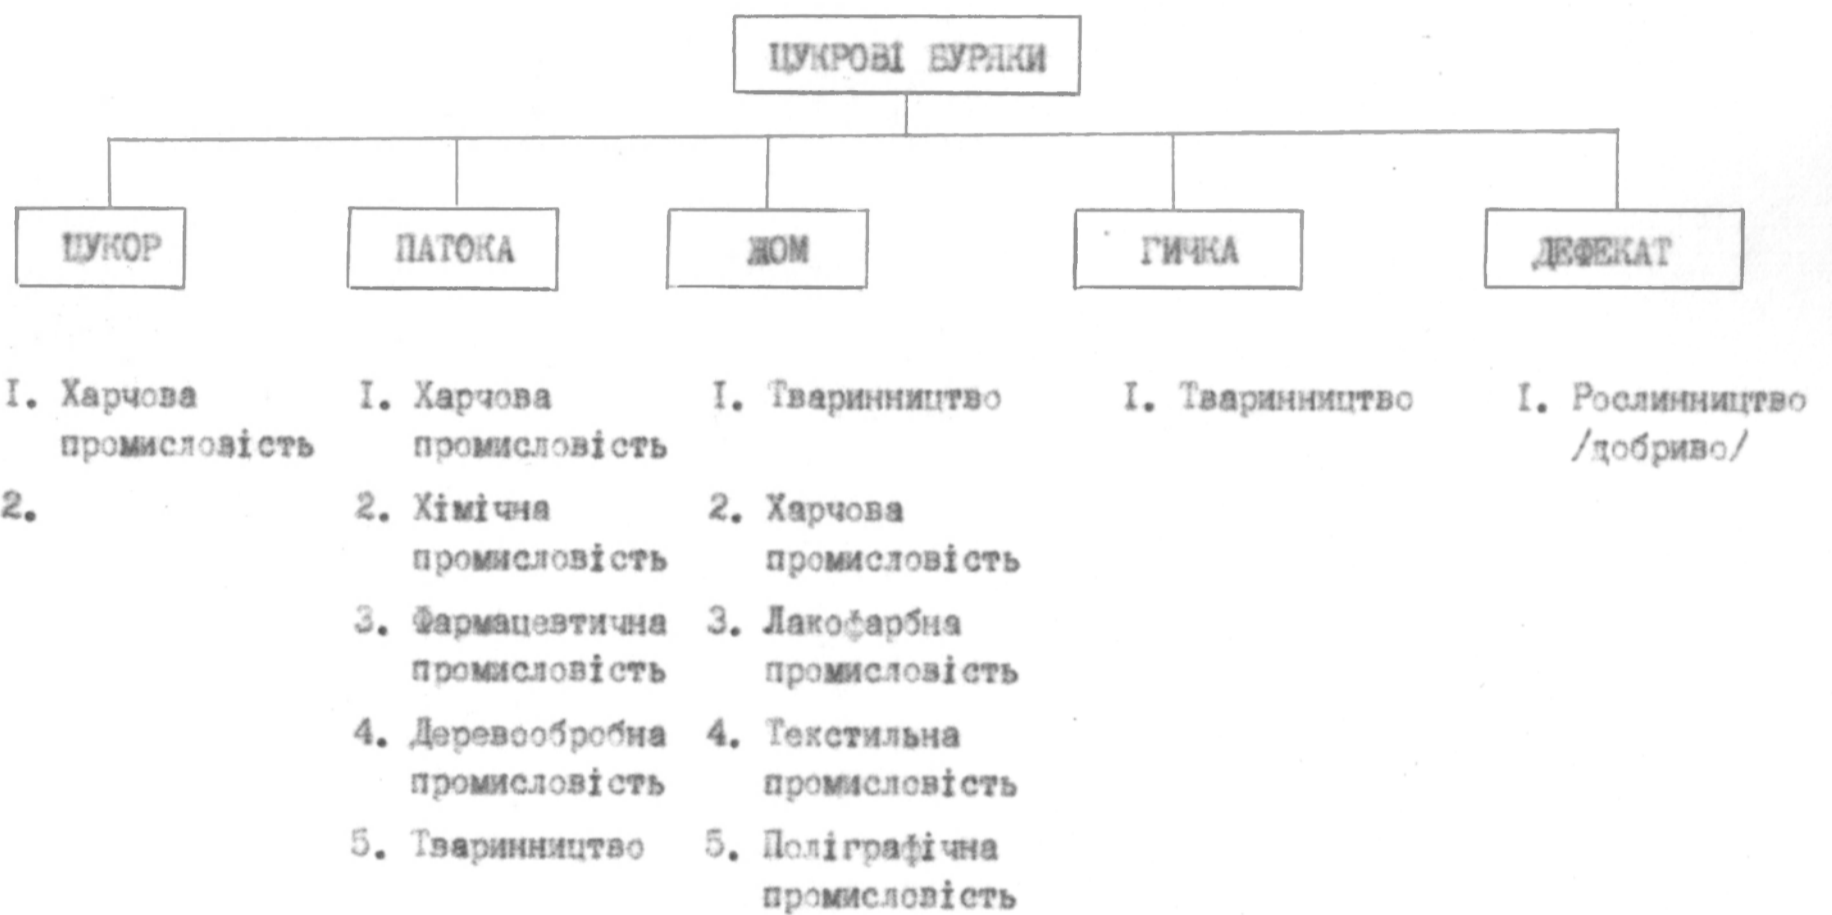 ЦУКРОВІ БУРЯКИ
ЦУКОР
ПАТОКА
ЖОМ
ГИЧКА
ДЕФЕКАТ
I. Харчова
промисловість
2.
I. Харчова
промисловість
2. Хімічна
промисловість
3. Фармацевтична
промисловість
4. Деревообробна
промисловість
5. Тваринництво
I. Тваринництво
2. Харчова
промисловість
3. Лакофарбна
промисловість
4. Текстильна
промисловість
5. Поліграфічна
промисловість
I. Тваринництво
I. Рослинництво
/добриво/